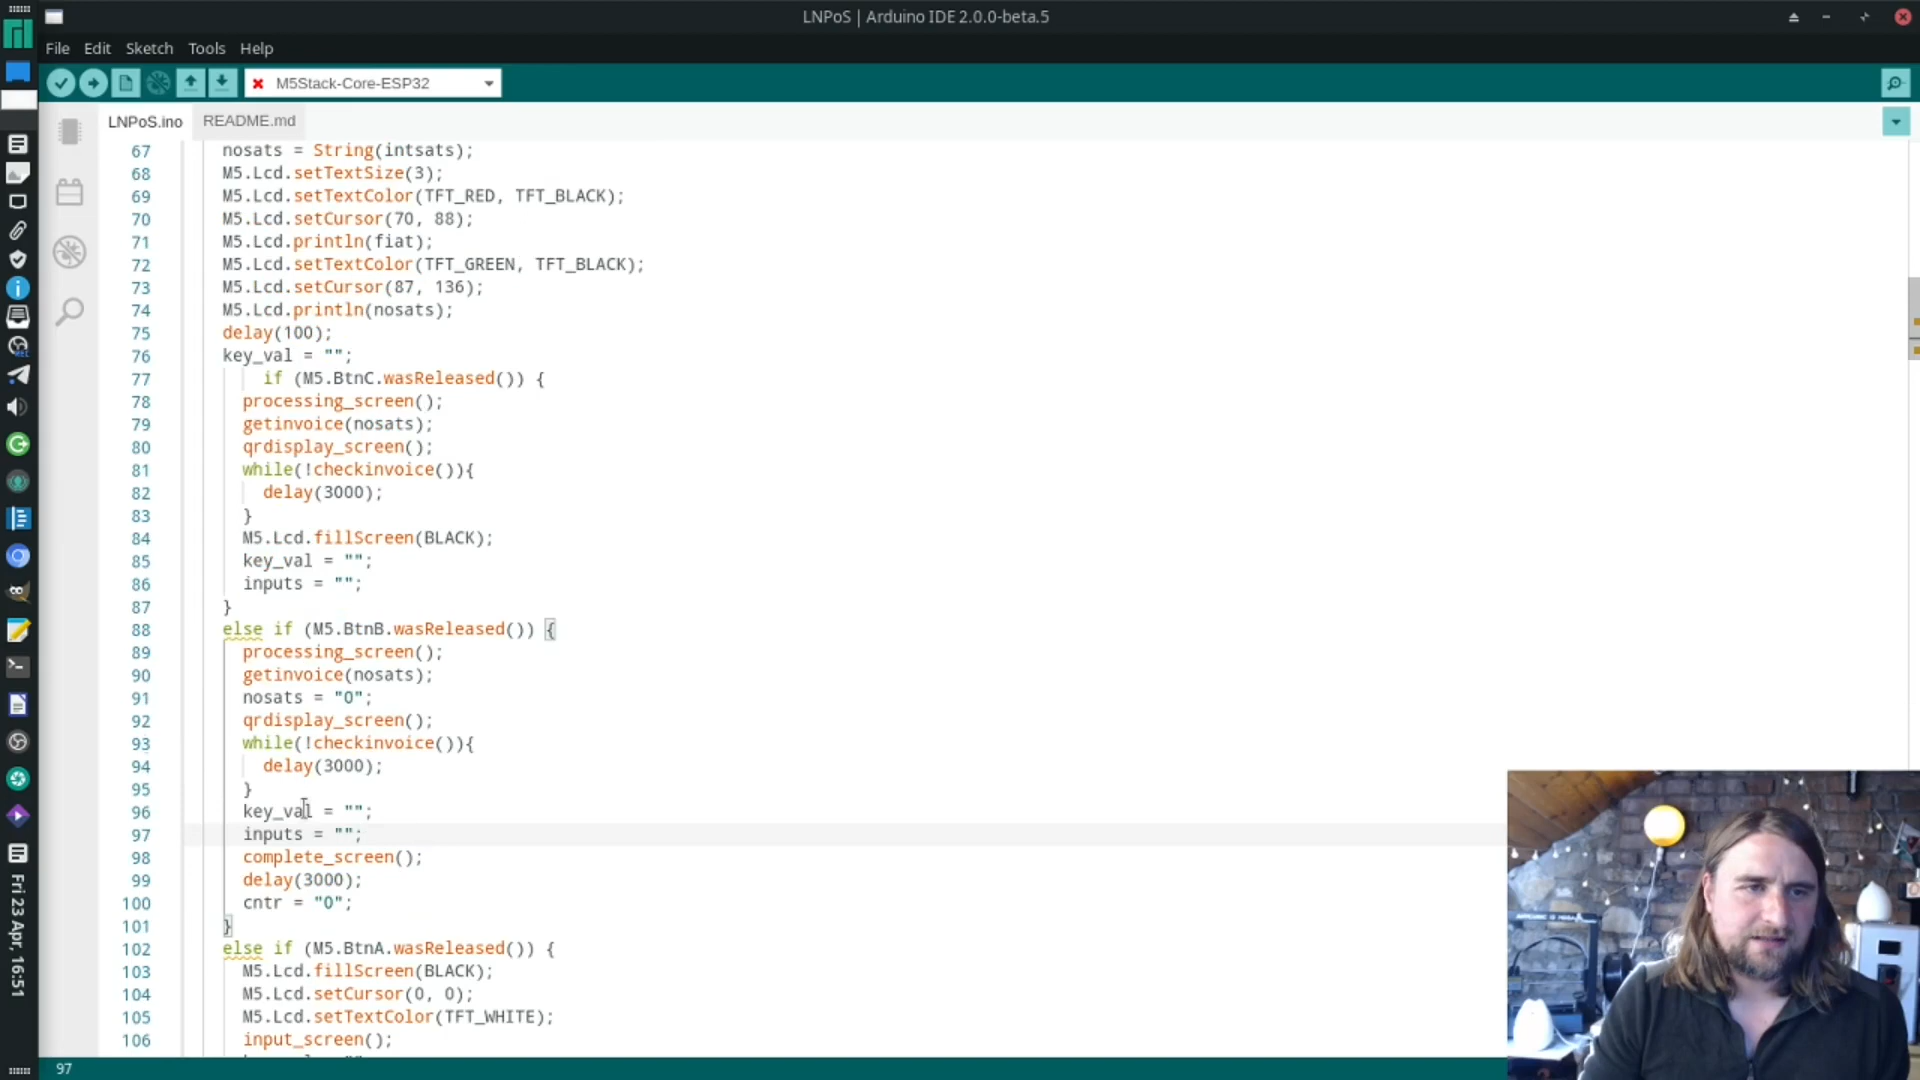 LNPoS | Arduino IDE 2.0.0-beta.5
File Edit Sketch Tools Help
M5Stack-Core-ESP32
LNPoS.ino README.md
67 nosats = String(intsats);
68 M5.Lcd.setTextSize(3);
69 M5.Lcd.setTextColor(TFT_RED, TFT_BLACK);
70 M5.Lcd.setCursor(70, 88);
71 M5.Lcd.println(fiat);
72 M5.Lcd.setTextColor(TFT_GREEN, TFT_BLACK);
73 M5.Lcd.setCursor(87, 136);
74 M5.Lcd.println(nosats);
75 delay(100);
76 key_val = "";
77 if (M5.BtnC.wasReleased()) {
78 processing_screen();
79 getinvoice(nosats);
80 qrdisplay_screen();
81 while(!checkinvoice()){
82 delay(3000);
83 }
84 M5.Lcd.fillScreen(BLACK);
85 key_val = "";
86 inputs = "";
87 }
88 else if (M5.BtnB.wasReleased()) {
89 processing_screen();
90 getinvoice(nosats);
91 nosats = "0";
92 qrdisplay_screen();
93 while(!checkinvoice()){
94 delay(3000);
95 }
96 key_val = "";
97 inputs = "";
98 complete_screen();
99 delay(3000);
100 cntr = "0";
101 }
102 else if (M5.BtnA.wasReleased()) {
103 M5.Lcd.fillScreen(BLACK);
104 M5.Lcd.setCursor(0, 0);
105 M5.Lcd.setTextColor(TFT_WHITE);
106 input_screen();
97
Fri 23 Apr, 16:51